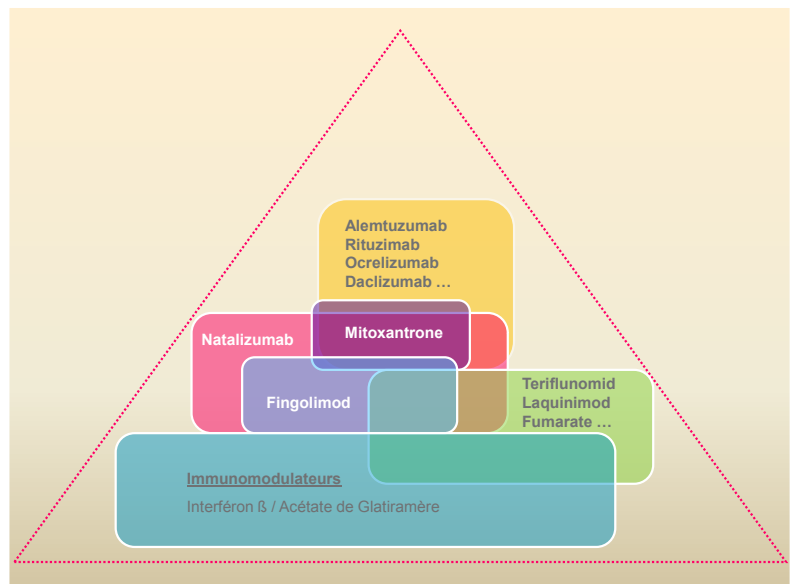 Alemtuzumab
Rituzimab
Ocrelizumab
Daclizumab …
Mitoxantrone
Natalizumab
Fingolimod
Teriflunomid
Laquinimod
Fumarate …
Immunomodulateurs
Interféron ß / Acétate de Glatiramère